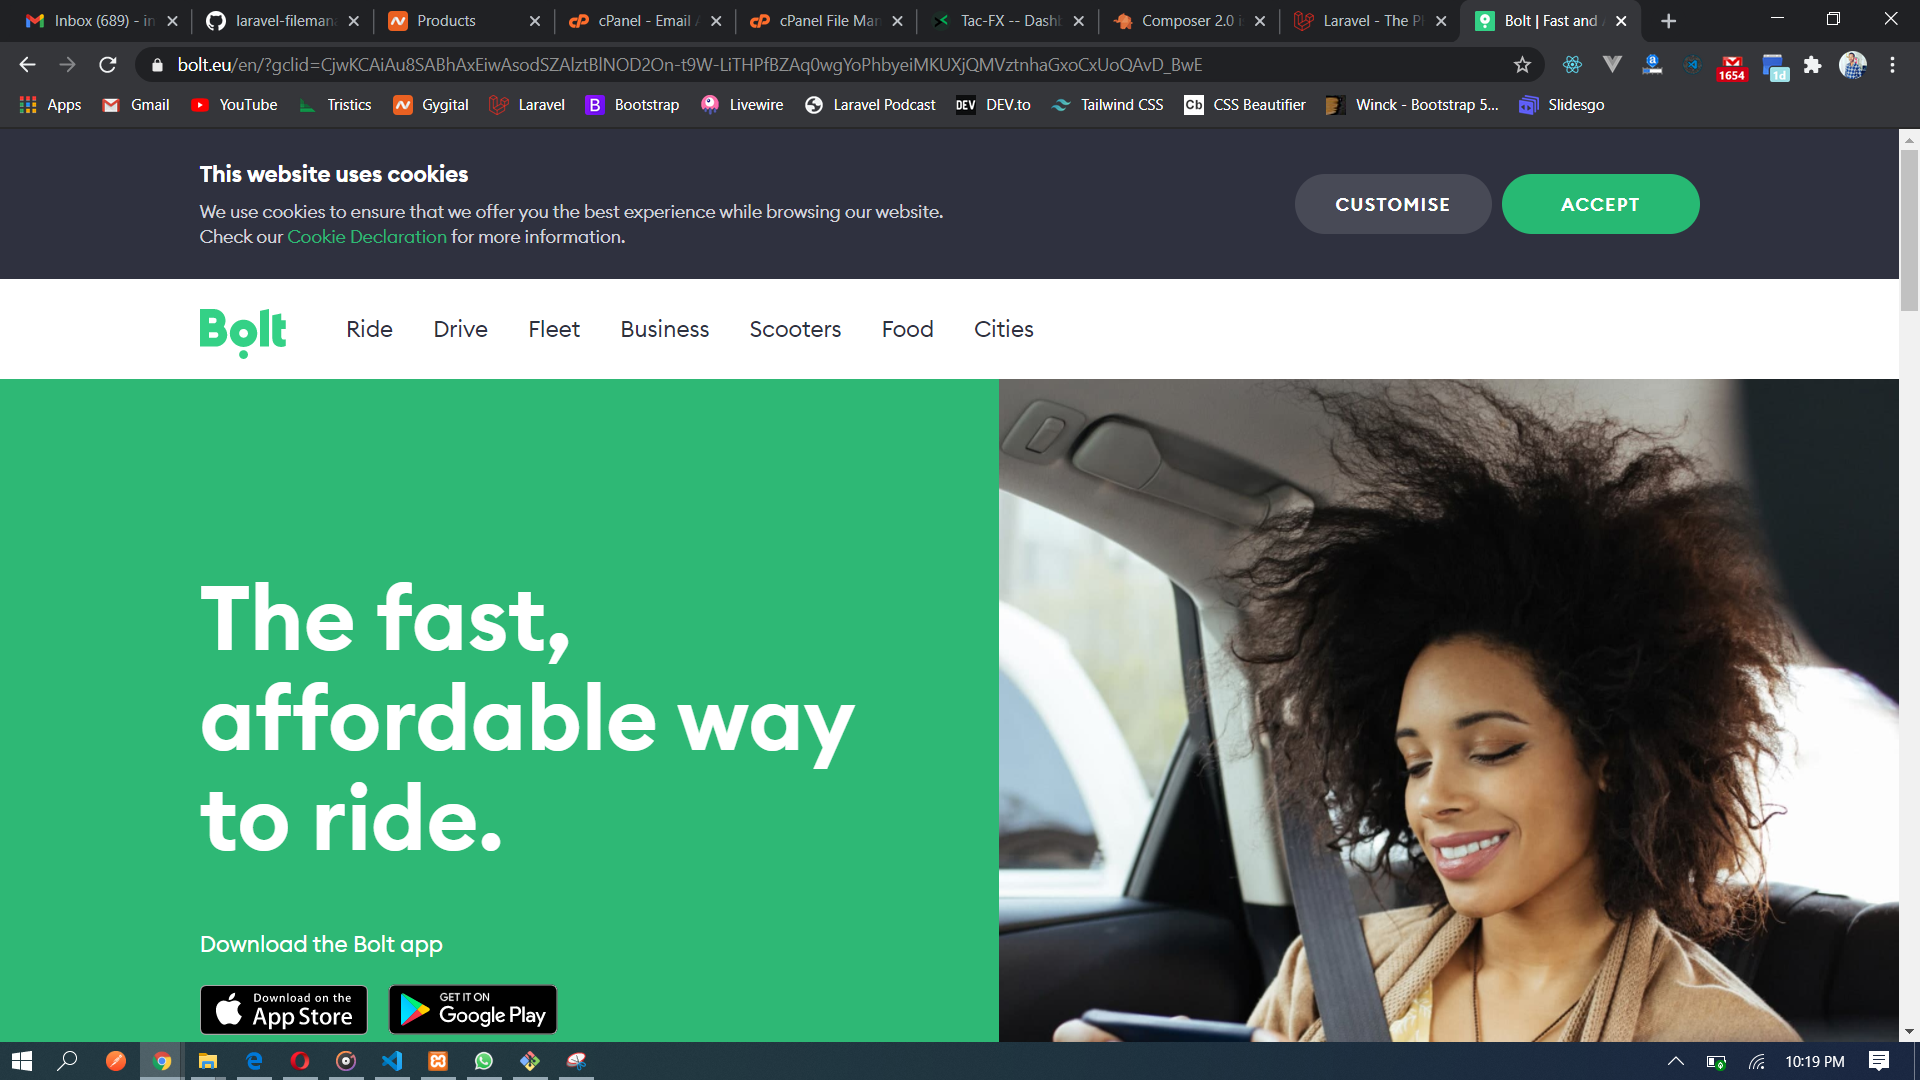 Inbox (689) - in
laravel-filemana
Products
cPanel - Email A
cPanel File Man
Tac-FX -- Dashb
Composer 2.0 i
Laravel - The P
Bolt | Fast and A
bolt.eu/en/?gclid=CjwKCAiAu8SABhAxEiwAsodSZAlztBlNOD2On-t9W-LiTHPfBZAq0wgYoPhbyeiMKUXjQMVztnhaGxoCxUoQAvD_BwE
1654
1d
Apps
Gmail
YouTube
Tristics
Gygital
Laravel
Bootstrap
Livewire
Laravel Podcast
DEV
DEV.to
Tailwind CSS
Cb
CSS Beautifier
Winck - Bootstrap 5...
Slidesgo
This website uses cookies
We use cookies to ensure that we offer you the best experience while browsing our website.
Check our Cookie Declaration for more information.
CUSTOMISE
ACCEPT
Bolt
Ride
Drive
Fleet
Business
Scooters
Food
Cities
The fast,
affordable way
to ride.
Download the Bolt app
Download on the
App Store
GET IT ON
Google Play
10:19 PM